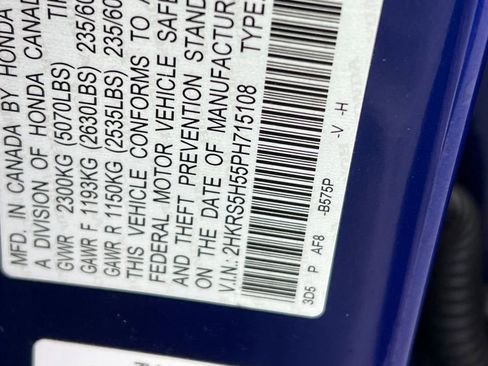 MFD. IN CANADA BY HONDA
A DIVISION OF HONDA CANAD
GVWR 2300KG (5070LBS) TI
GAWR F 1193KG (2630LBS) 235/60
GAWR R 1150KG (2535LBS) 235/60
THIS VEHICLE CONFORMS TO A
FEDERAL MOTOR VEHICLE SAFE
AND THEFT PREVENTION STAND
ON THE DATE OF MANUFACTUR
V.I.N.: 2HKRS5H55PH715108 TYPE:
3D5 P AF8 -B575P -V -H